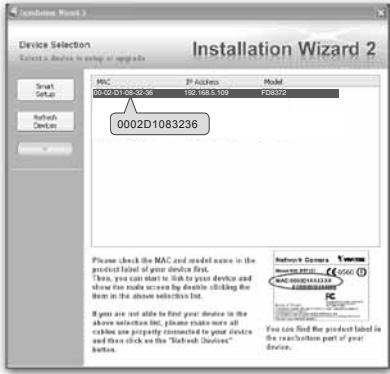 Installation Wizard 2
Device Selection
Select a device to setup or upgrade
Installation Wizard 2
Smart
Setup
Refresh
Devices
MAC IP Address Model
00-02-D1-08-32-36 192.168.5.109 FD8372
0002D1083236
Please check the MAC and model name in the
product label of your device first.
Then, you can start to link to your device and
show the main screen by double clicking the
item in the above selection list.
If you are not able to find your device in the
above selection list, please make sure all
cables are properly connected to your device
and then click on the "Refresh Devices"
button.
Network Camera VIVOTEK
0560
MAC:0002D1XXXXXX
FC
You can find the product label in
the rear/bottom part of your
device.